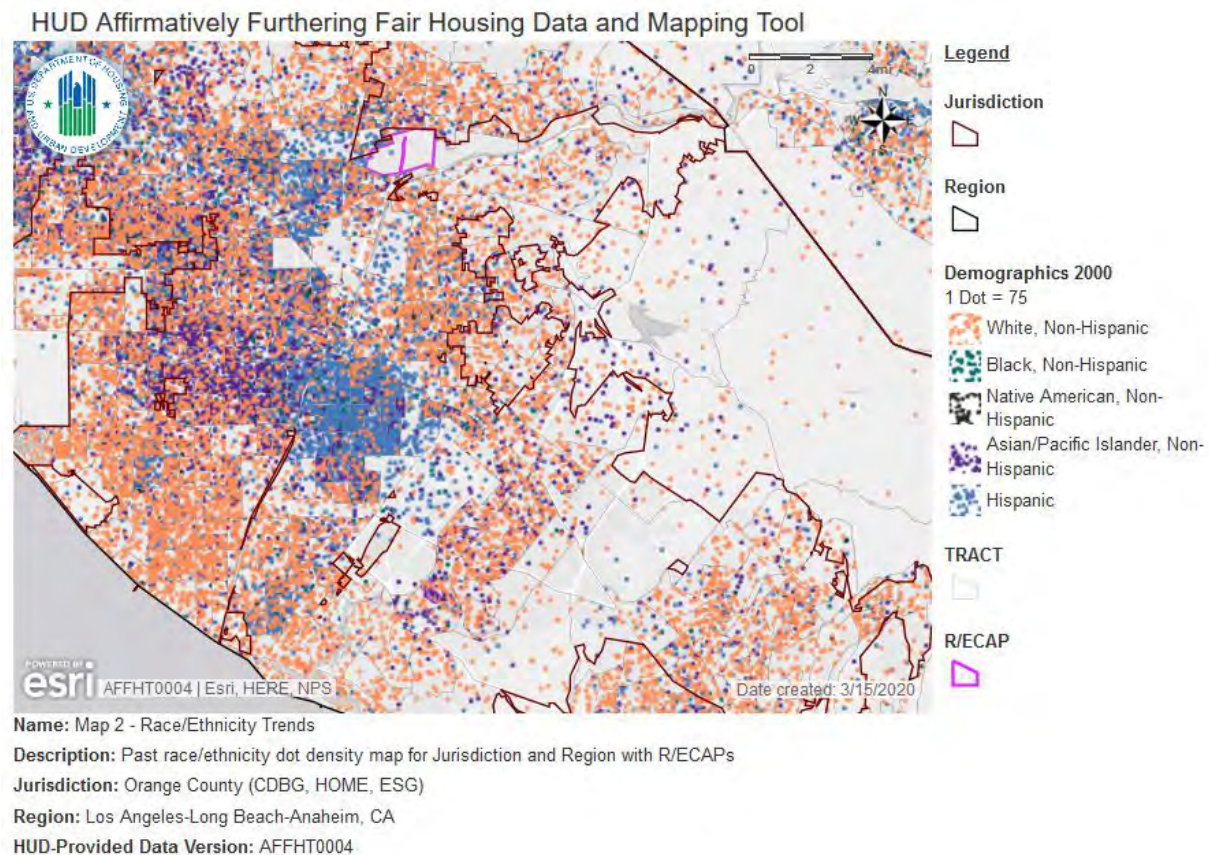 HUD Affirmatively Furthering Fair Housing Data and Mapping Tool
U.S. DEPARTMENT OF HOUSING
AND URBAN DEVELOPMENT
0 2 4mi
N
W E
S
Legend
Jurisdiction
Region
Demographics 2000
1 Dot = 75
White, Non-Hispanic
Black, Non-Hispanic
Native American, Non-
Hispanic
Asian/Pacific Islander, Non-
Hispanic
Hispanic
TRACT
R/ECAP
POWERED BY
esri
AFFHT0004 | Esri, HERE, NPS
Date created: 3/15/2020
Name: Map 2 - Race/Ethnicity Trends
Description: Past race/ethnicity dot density map for Jurisdiction and Region with R/ECAPs
Jurisdiction: Orange County (CDBG, HOME, ESG)
Region: Los Angeles-Long Beach-Anaheim, CA
HUD-Provided Data Version: AFFHT0004